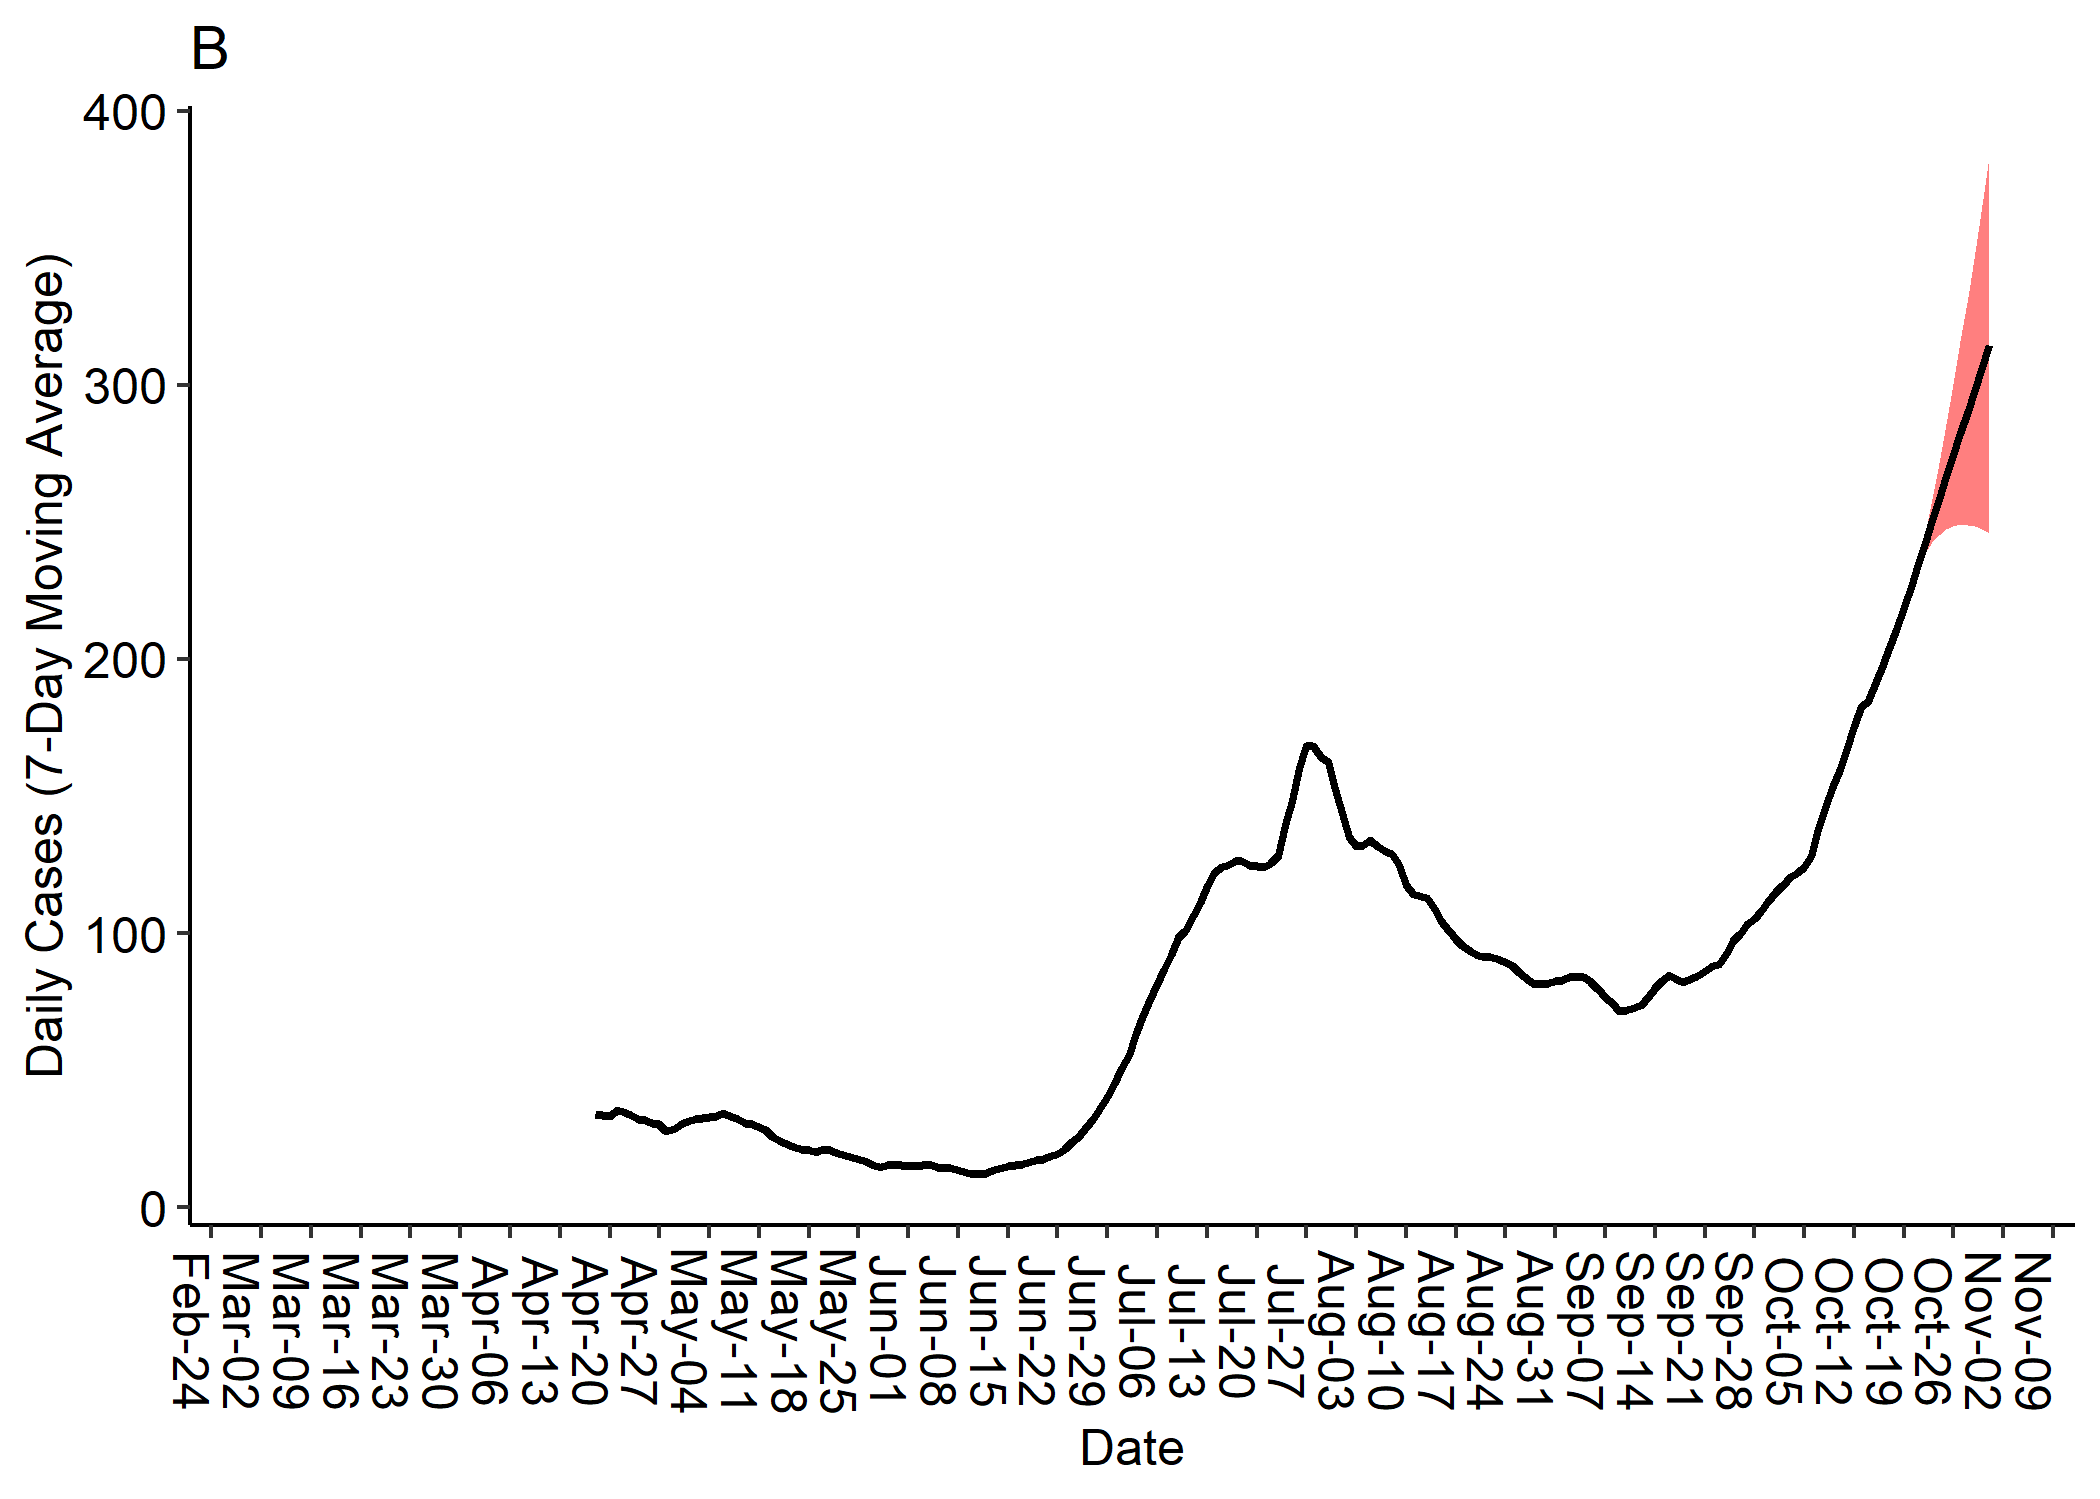 B
400
300
200
100
0
Daily Cases (7-Day Moving Average)
Feb-24
Mar-02
Mar-09
Mar-16
Mar-23
Mar-30
Apr-06
Apr-13
Apr-20
Apr-27
May-04
May-11
May-18
May-25
Jun-01
Jun-08
Jun-15
Jun-22
Jun-29
Jul-06
Jul-13
Jul-20
Jul-27
Aug-03
Aug-10
Aug-17
Aug-24
Aug-31
Sep-07
Sep-14
Sep-21
Sep-28
Oct-05
Oct-12
Oct-19
Oct-26
Nov-02
Nov-09
Date